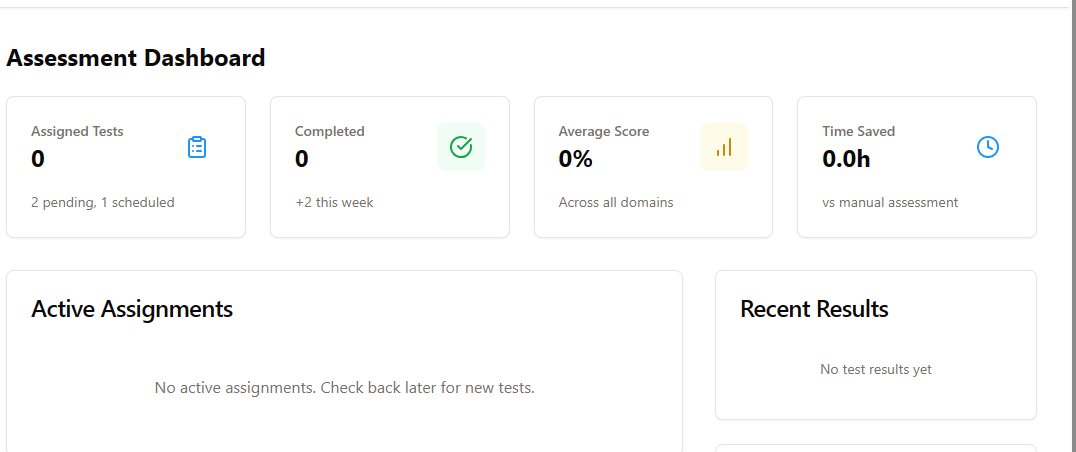 Assessment Dashboard
Assigned Tests
0
2 pending, 1 scheduled
Completed
0
+2 this week
Average Score
0%
Across all domains
Time Saved
0.0h
vs manual assessment
Active Assignments
No active assignments. Check back later for new tests.
Recent Results
No test results yet